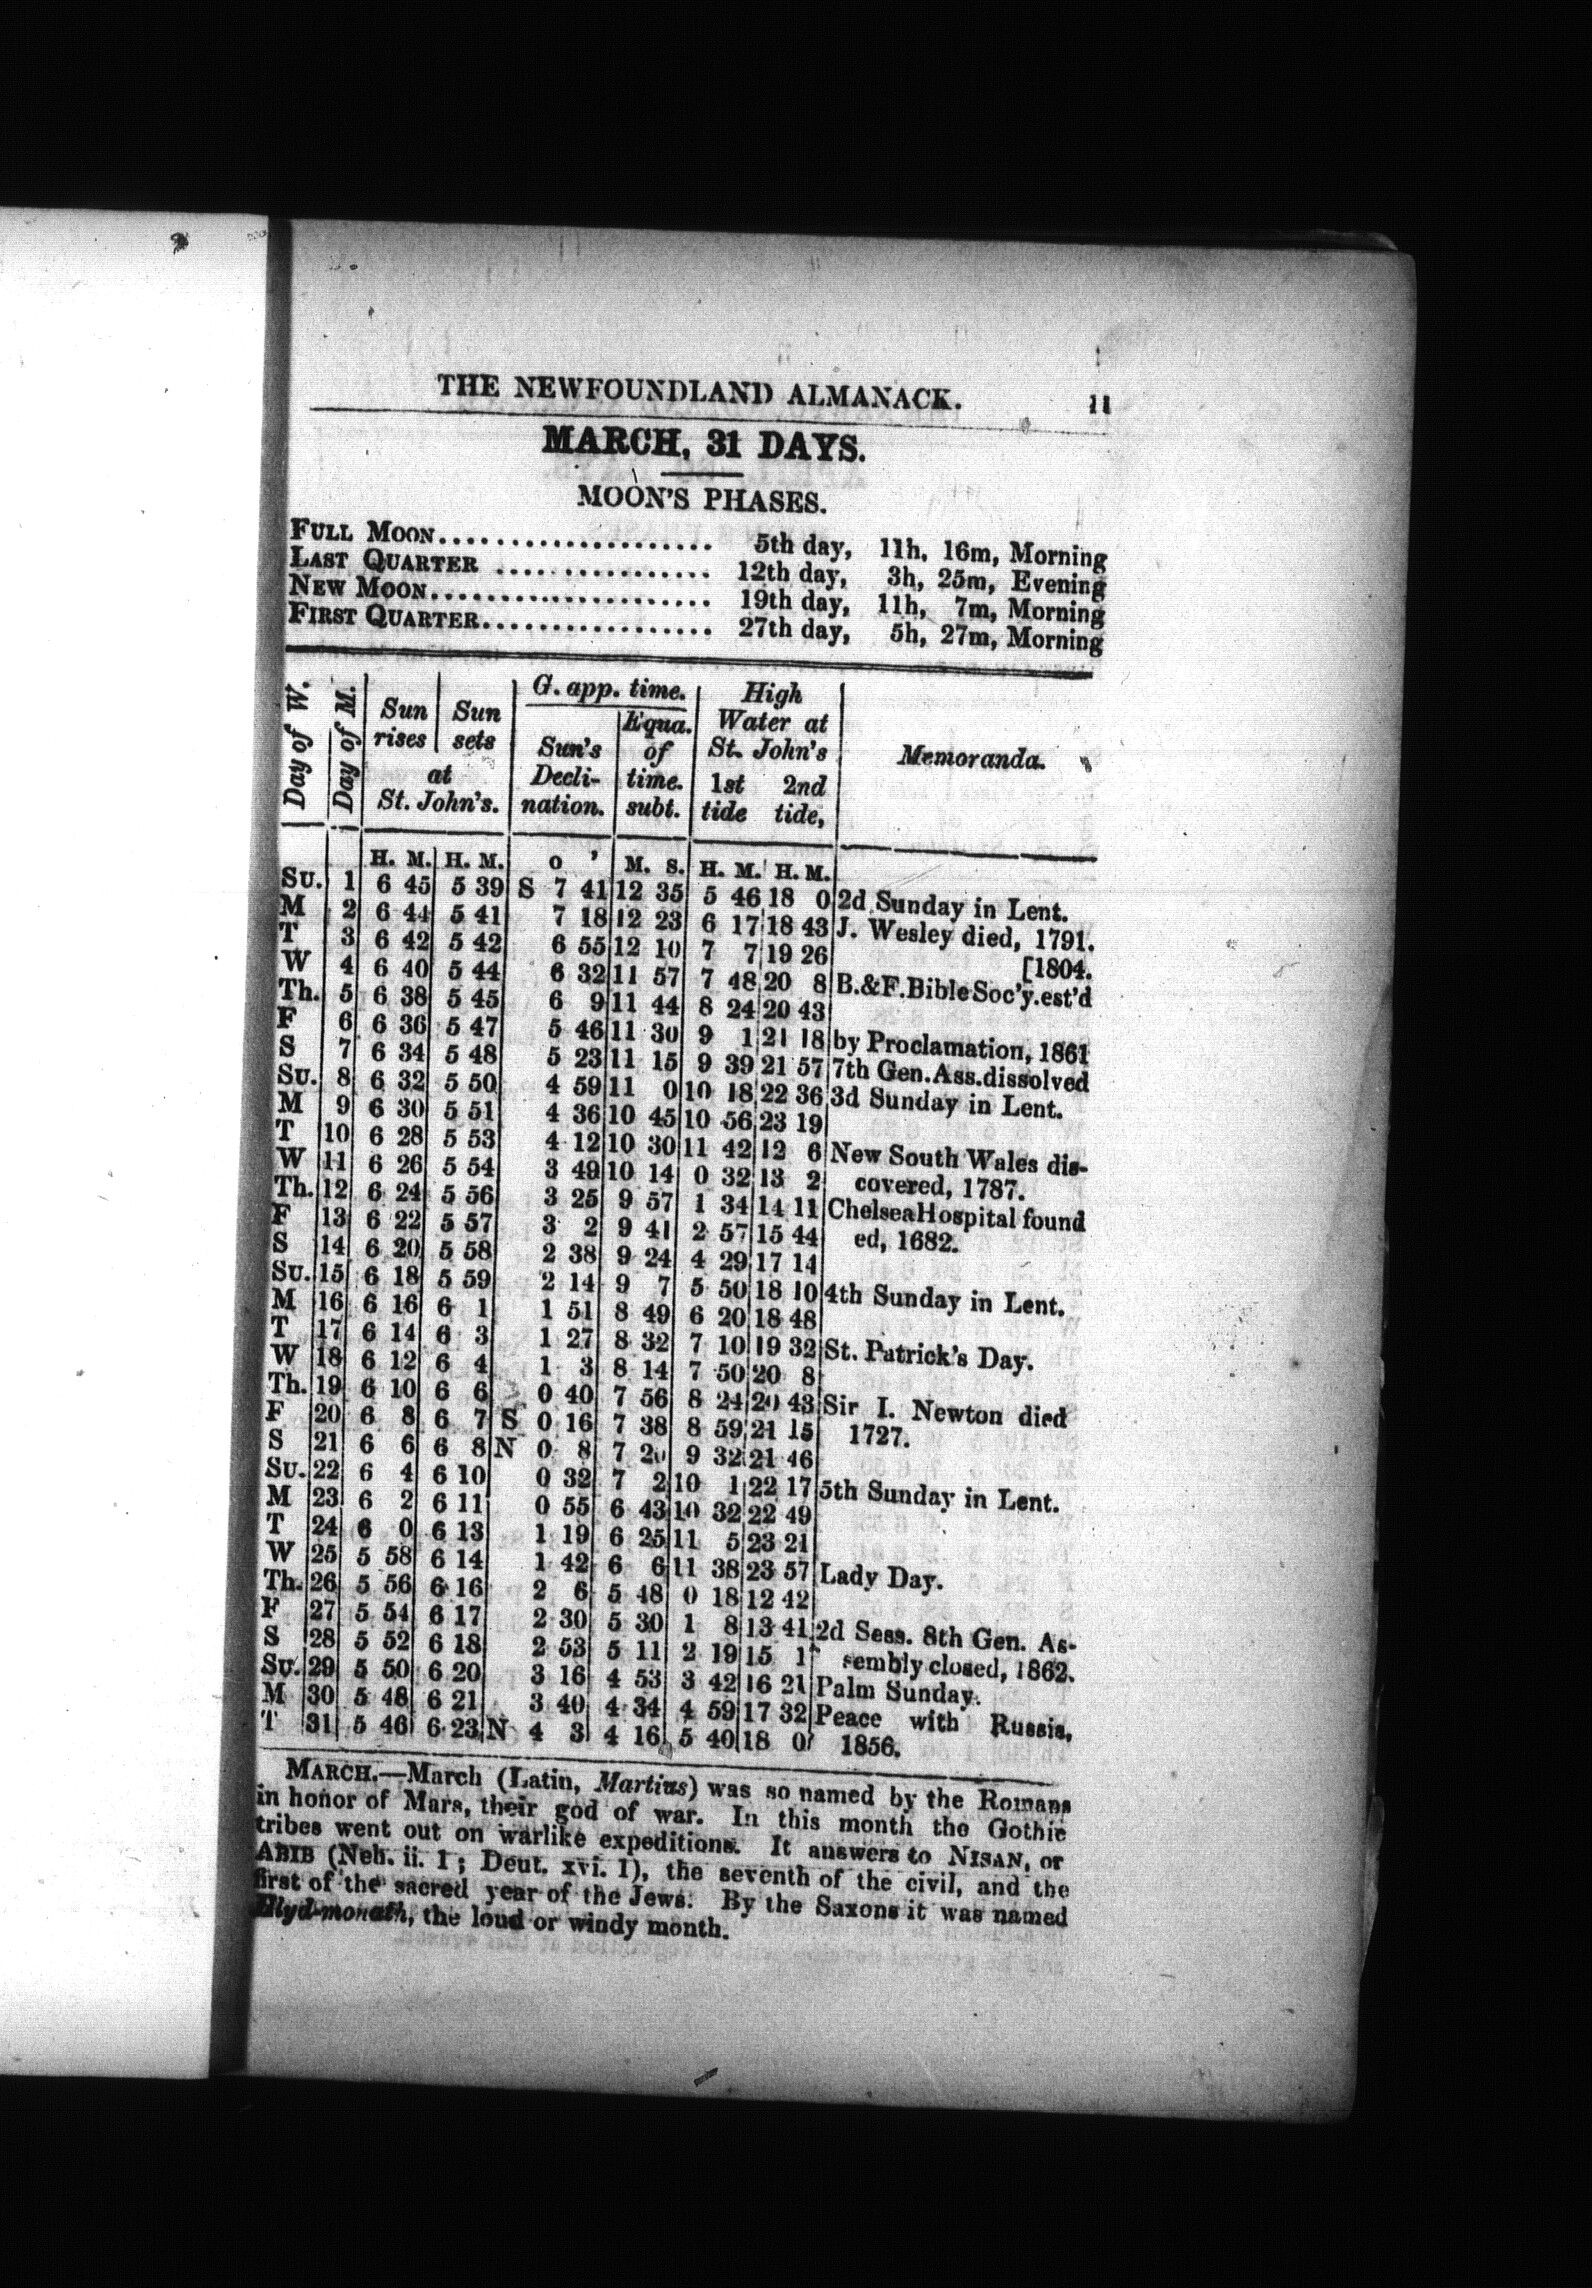 THE NEWFOUNDLAND ALMANACK. 11
MARCH, 31 DAYS.
MOON'S PHASES.
FULL MOON.................... 5th day, 11h, 16m, Morning
LAST QUARTER ................ 12th day, 3h, 25m, Evening
NEW MOON..................... 19th day, 11h, 7m, Morning
FIRST QUARTER................. 27th day, 5h, 27m, Morning
Day of W. Day of M. Sun rises Sun sets at St. John's. G. app. time. Sun's Decli- nation. Equa. of time. subt. High Water at St. John's 1st tide 2nd tide, Memoranda.
H. M. H. M. o ' M. S. H. M. H. M.
Su. 1 6 45 5 39 S 7 41 12 35 5 46 18 0 2d Sunday in Lent.
M 2 6 44 5 41 7 18 12 23 6 17 18 43 J. Wesley died, 1791.
T 3 6 42 5 42 6 55 12 10 7 7 19 26 [1804.
W 4 6 40 5 44 6 32 11 57 7 48 20 8 B.&F.Bible Soc'y.est'd
Th. 5 6 38 5 45 6 9 11 44 8 24 20 43
F 6 6 36 5 47 5 46 11 30 9 1 21 18 by Proclamation, 1861
S 7 6 34 5 48 5 23 11 15 9 39 21 57 7th Gen.Ass.dissolved
Su. 8 6 32 5 50 4 59 11 0 10 18 22 36 3d Sunday in Lent.
M 9 6 30 5 51 4 36 10 45 10 56 23 19
T 10 6 28 5 53 4 12 10 30 11 42 12 6 New South Wales dis-
W 11 6 26 5 54 3 49 10 14 0 32 13 2 covered, 1787.
Th. 12 6 24 5 56 3 25 9 57 1 34 14 11 Chelsea Hospital found
F 13 6 22 5 57 3 2 9 41 2 57 15 44 ed, 1682.
S 14 6 20 5 58 2 38 9 24 4 29 17 14
Su. 15 6 18 5 59 2 14 9 7 5 50 18 10 4th Sunday in Lent.
M 16 6 16 6 1 1 51 8 49 6 20 18 48
T 17 6 14 6 3 1 27 8 32 7 10 19 32 St. Patrick's Day.
W 18 6 12 6 4 1 3 8 14 7 50 20 8
Th. 19 6 10 6 6 0 40 7 56 8 24 20 43 Sir I. Newton died
F 20 6 8 6 7 S 0 16 7 38 8 59 21 15 1727.
S 21 6 6 6 8 N 0 8 7 20 9 32 21 46
Su. 22 6 4 6 10 0 32 7 2 10 1 22 17 5th Sunday in Lent.
M 23 6 2 6 11 0 55 6 43 10 32 22 49
T 24 6 0 6 13 1 19 6 25 11 5 23 21
W 25 5 58 6 14 1 42 6 6 11 38 23 57 Lady Day.
Th. 26 5 56 6 16 2 6 5 48 0 18 12 42
F 27 5 54 6 17 2 30 5 30 1 8 13 41 2d Sess. 8th Gen. As-
S 28 5 52 6 18 2 53 5 11 2 19 15 1 sembly closed, 1862.
Su. 29 5 50 6 20 3 16 4 53 3 42 16 21 Palm Sunday.
M 30 5 48 6 21 3 40 4 34 4 59 17 32 Peace with Russia,
T 31 5 46 6 23 N 4 3 4 16 5 40 18 0 1856.
MARCH.—March (Latin, Martius) was so named by the Romans
in honor of Mars, their god of war. In this month the Gothic
tribes went out on warlike expeditions. It answers to NISAN, or
ABIB (Neh. ii. 1; Deut. xvi. 1), the seventh of the civil, and the
first of the sacred year of the Jews. By the Saxons it was named
Hlyd-monath, the loud or windy month.